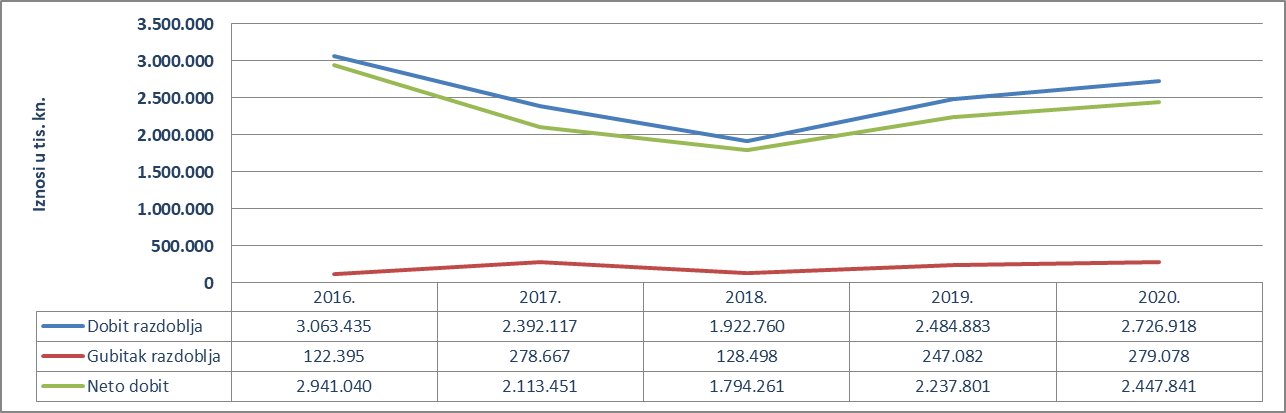 3.500.000
3.000.000
2.500.000
2.000.000
1.500.000
1.000.000
500.000
0
Iznosi u tis. kn.
2016. 2017. 2018. 2019. 2020.
Dobit razdoblja 3.063.435 2.392.117 1.922.760 2.484.883 2.726.918
Gubitak razdoblja 122.395 278.667 128.498 247.082 279.078
Neto dobit 2.941.040 2.113.451 1.794.261 2.237.801 2.447.841